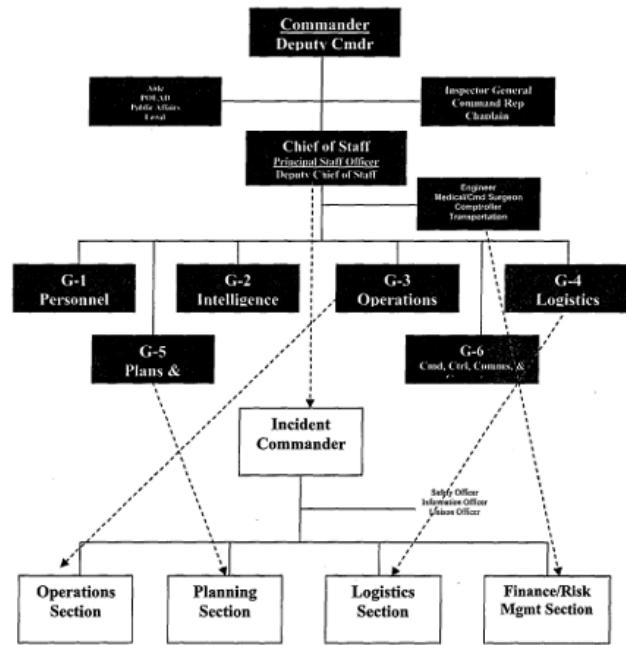 Commander
Deputy Cmdr
Aide
POLAD
Public Affairs
Legal
Inspector General
Command Rep
Chaplain
Chief of Staff
Principal Staff Officer
Deputy Chief of Staff
Engineer
Medical/Cmd Surgeon
Comptroller
Transportation
G-1
Personnel
G-2
Intelligence
G-3
Operations
G-4
Logistics
G-5
Plans &
G-6
Cmd, Ctrl, Comms, &
Incident
Commander
Safety Officer
Information Officer
Liaison Officer
Operations
Section
Planning
Section
Logistics
Section
Finance/Risk
Mgmt Section